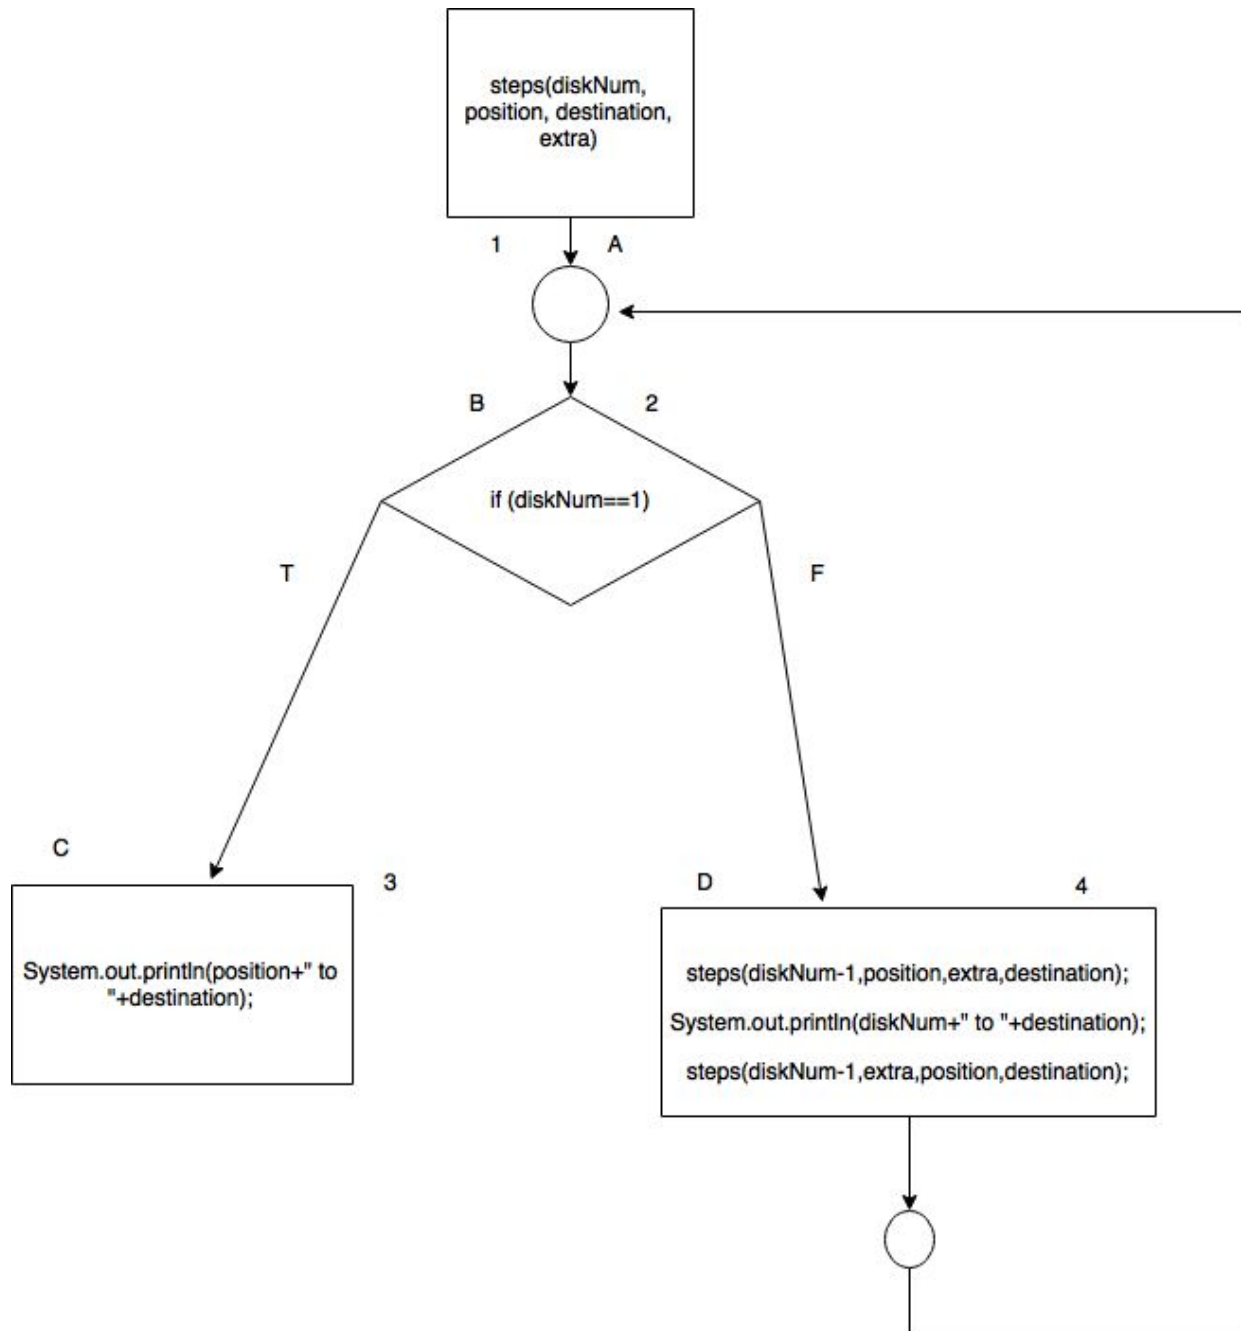 steps(diskNum,
position, destination,
extra)
1
A
B
2
if (diskNum==1)
T
F
C
3
D
4
System.out.println(position+" to
"+destination);
steps(diskNum-1,position,extra,destination);
System.out.println(diskNum+" to "+destination);
steps(diskNum-1,extra,position,destination);